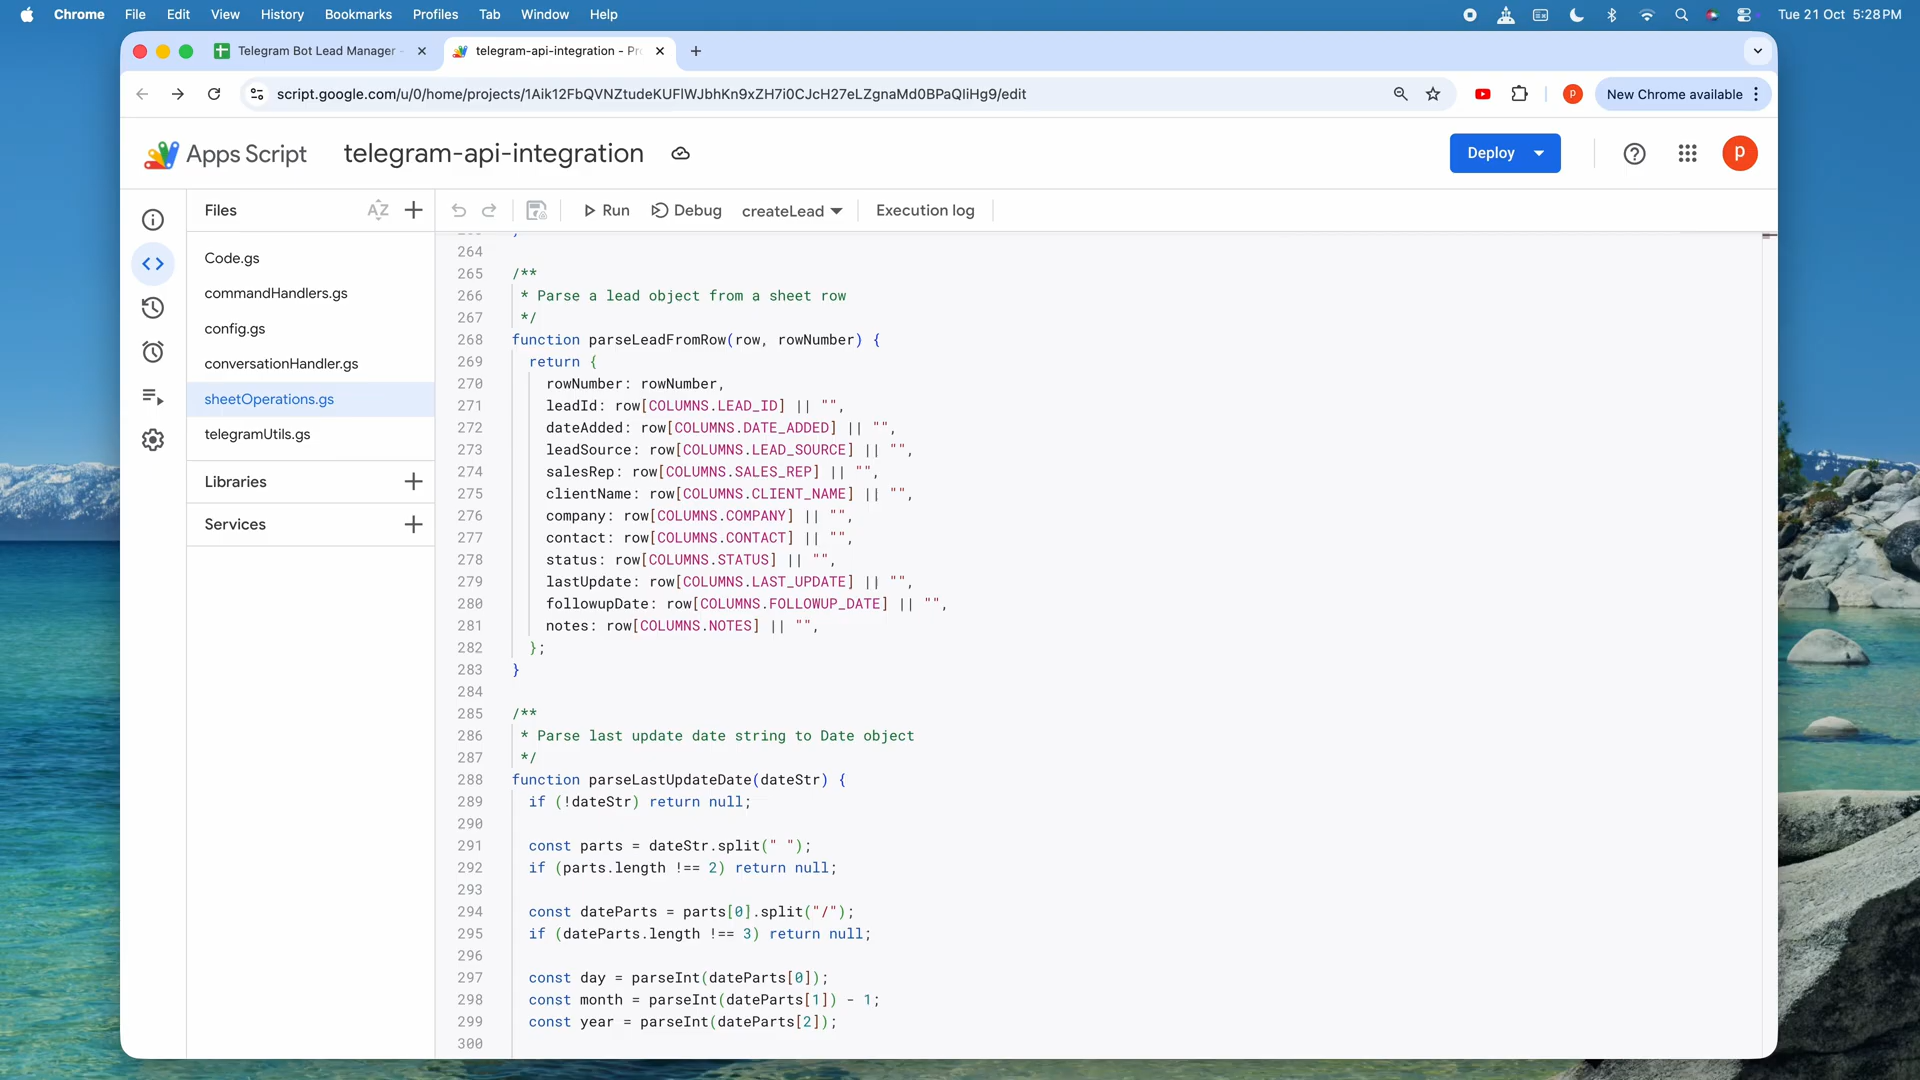 Chrome File Edit View History Bookmarks Profiles Tab Window Help Tue 21 Oct 5:28 PM
Telegram Bot Lead Manager telegram-api-integration - Pr
script.google.com/u/0/home/projects/1Aik12FbQVNZtudeKUFlWJbhKn9xZH7i0CJcH27eLZgnaMd0BPaQIiHg9/edit p New Chrome available
Apps Script telegram-api-integration Deploy p
Files AZ Run Debug createLead Execution log
Code.gs
commandHandlers.gs
config.gs
conversationHandler.gs
sheetOperations.gs
telegramUtils.gs
Libraries
Services
264
265 /**
266 * Parse a lead object from a sheet row
267 */
268 function parseLeadFromRow(row, rowNumber) {
269 return {
270 rowNumber: rowNumber,
271 leadId: row[COLUMNS.LEAD_ID] || "",
272 dateAdded: row[COLUMNS.DATE_ADDED] || "",
273 leadSource: row[COLUMNS.LEAD_SOURCE] || "",
274 salesRep: row[COLUMNS.SALES_REP] || "",
275 clientName: row[COLUMNS.CLIENT_NAME] || "",
276 company: row[COLUMNS.COMPANY] || "",
277 contact: row[COLUMNS.CONTACT] || "",
278 status: row[COLUMNS.STATUS] || "",
279 lastUpdate: row[COLUMNS.LAST_UPDATE] || "",
280 followupDate: row[COLUMNS.FOLLOWUP_DATE] || "",
281 notes: row[COLUMNS.NOTES] || "",
282 };
283 }
284
285 /**
286 * Parse last update date string to Date object
287 */
288 function parseLastUpdateDate(dateStr) {
289 if (!dateStr) return null;
290
291 const parts = dateStr.split(" ");
292 if (parts.length !== 2) return null;
293
294 const dateParts = parts[0].split("/");
295 if (dateParts.length !== 3) return null;
296
297 const day = parseInt(dateParts[0]);
298 const month = parseInt(dateParts[1]) - 1;
299 const year = parseInt(dateParts[2]);
300